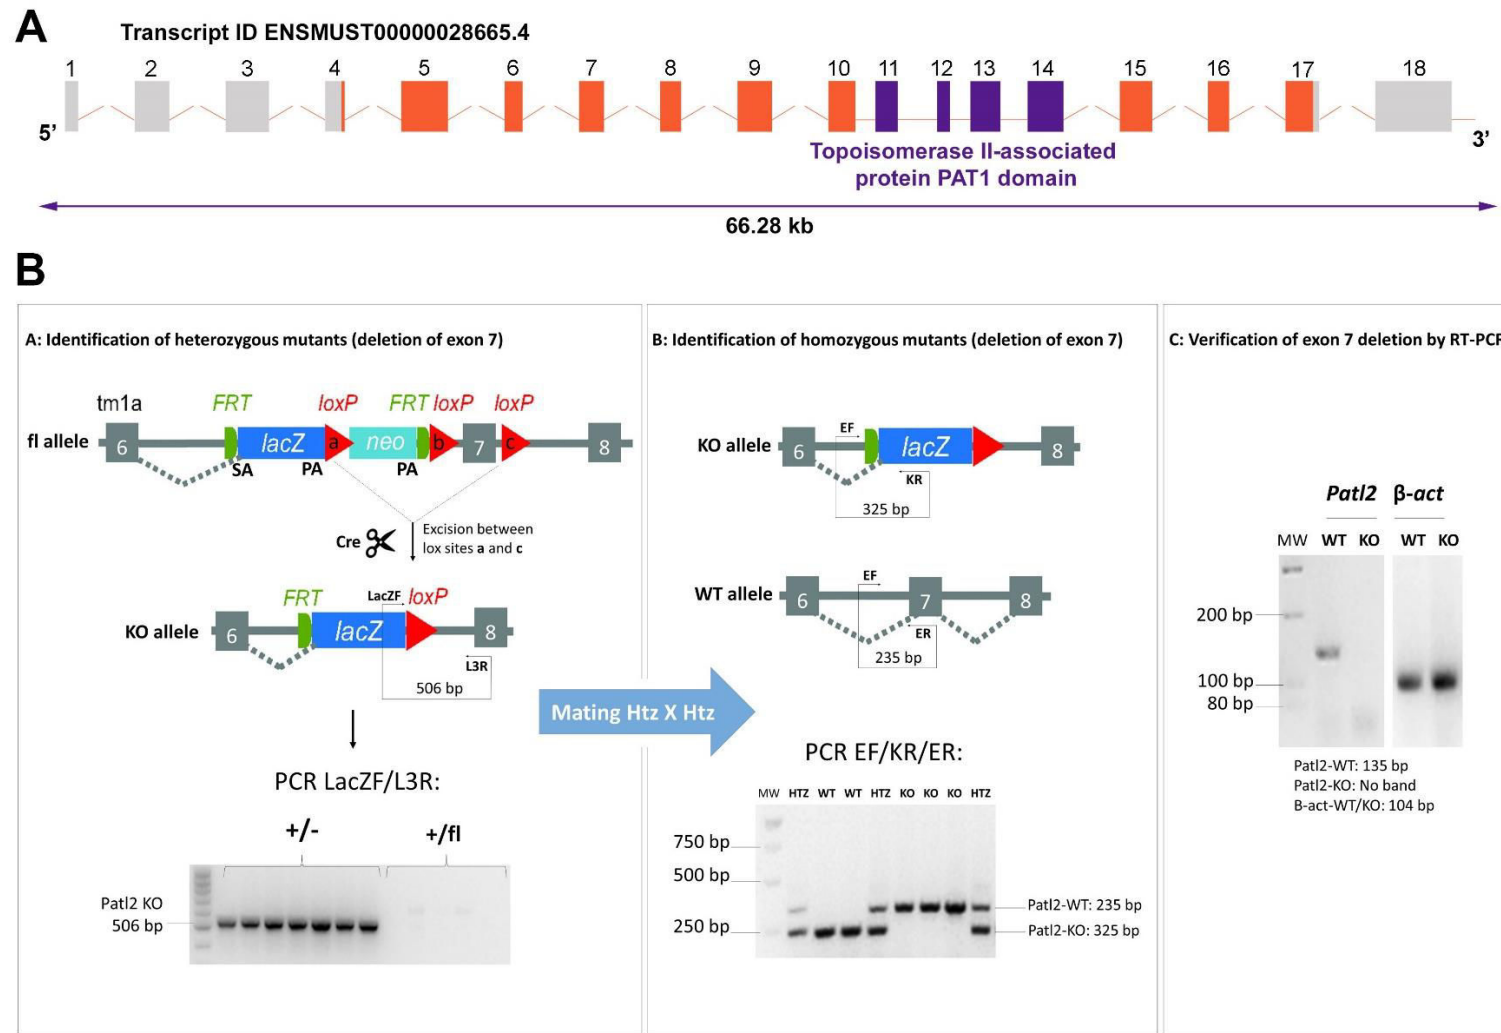 A
Transcript ID ENSMUST00000028665.4
1 2 3 4 5 6 7 8 9 10 11 12 13 14 15 16 17 18
5’ 3’
Topoisomerase II-associated
protein PAT1 domain
66.28 kb
B
A: Identification of heterozygous mutants (deletion of exon 7)
tm1a FRT loxP FRT loxP loxP
fl allele 6 lacZ a neo b 7 c 8
SA PA PA
Cre
Excision between
lox sites a and c
FRT LacZF loxP
KO allele 6 lacZ 8
L3R
506 bp
PCR LacZF/L3R:
+/- +/fl
Patl2 KO
506 bp
Mating Htz X Htz
B: Identification of homozygous mutants (deletion of exon 7)
EF
KO allele 6 lacZ 8
KR
325 bp
EF
WT allele 6 7 8
ER
235 bp
PCR EF/KR/ER:
MW HTZ WT WT HTZ KO KO KO HTZ
750 bp
500 bp
250 bp
Patl2-WT: 235 bp
Patl2-KO: 325 bp
C: Verification of exon 7 deletion by RT-PCR
Patl2 β-act
MW WT KO WT KO
200 bp
100 bp
80 bp
Patl2-WT: 135 bp
Patl2-KO: No band
B-act-WT/KO: 104 bp